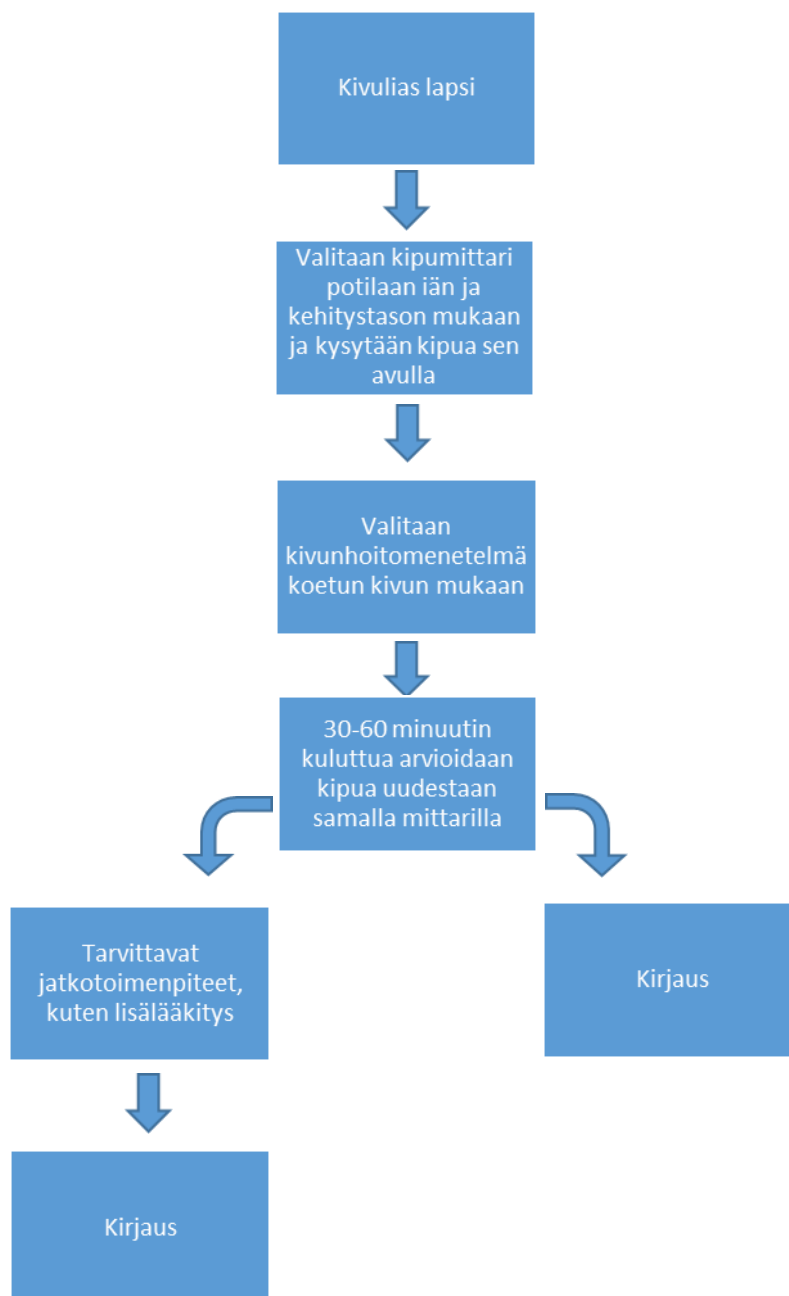 Kivulias lapsi
Valitaan kipumittari
potilaan iän ja
kehitystason mukaan
ja kysytään kipua sen
avulla
Valitaan
kivunhoitomenetelmä
koetun kivun mukaan
30-60 minuutin
kuluttua arvioidaan
kipua uudestaan
samalla mittarilla
Tarvittavat
jatkotoimenpiteet,
kuten lisälääkitys
Kirjaus
Kirjaus